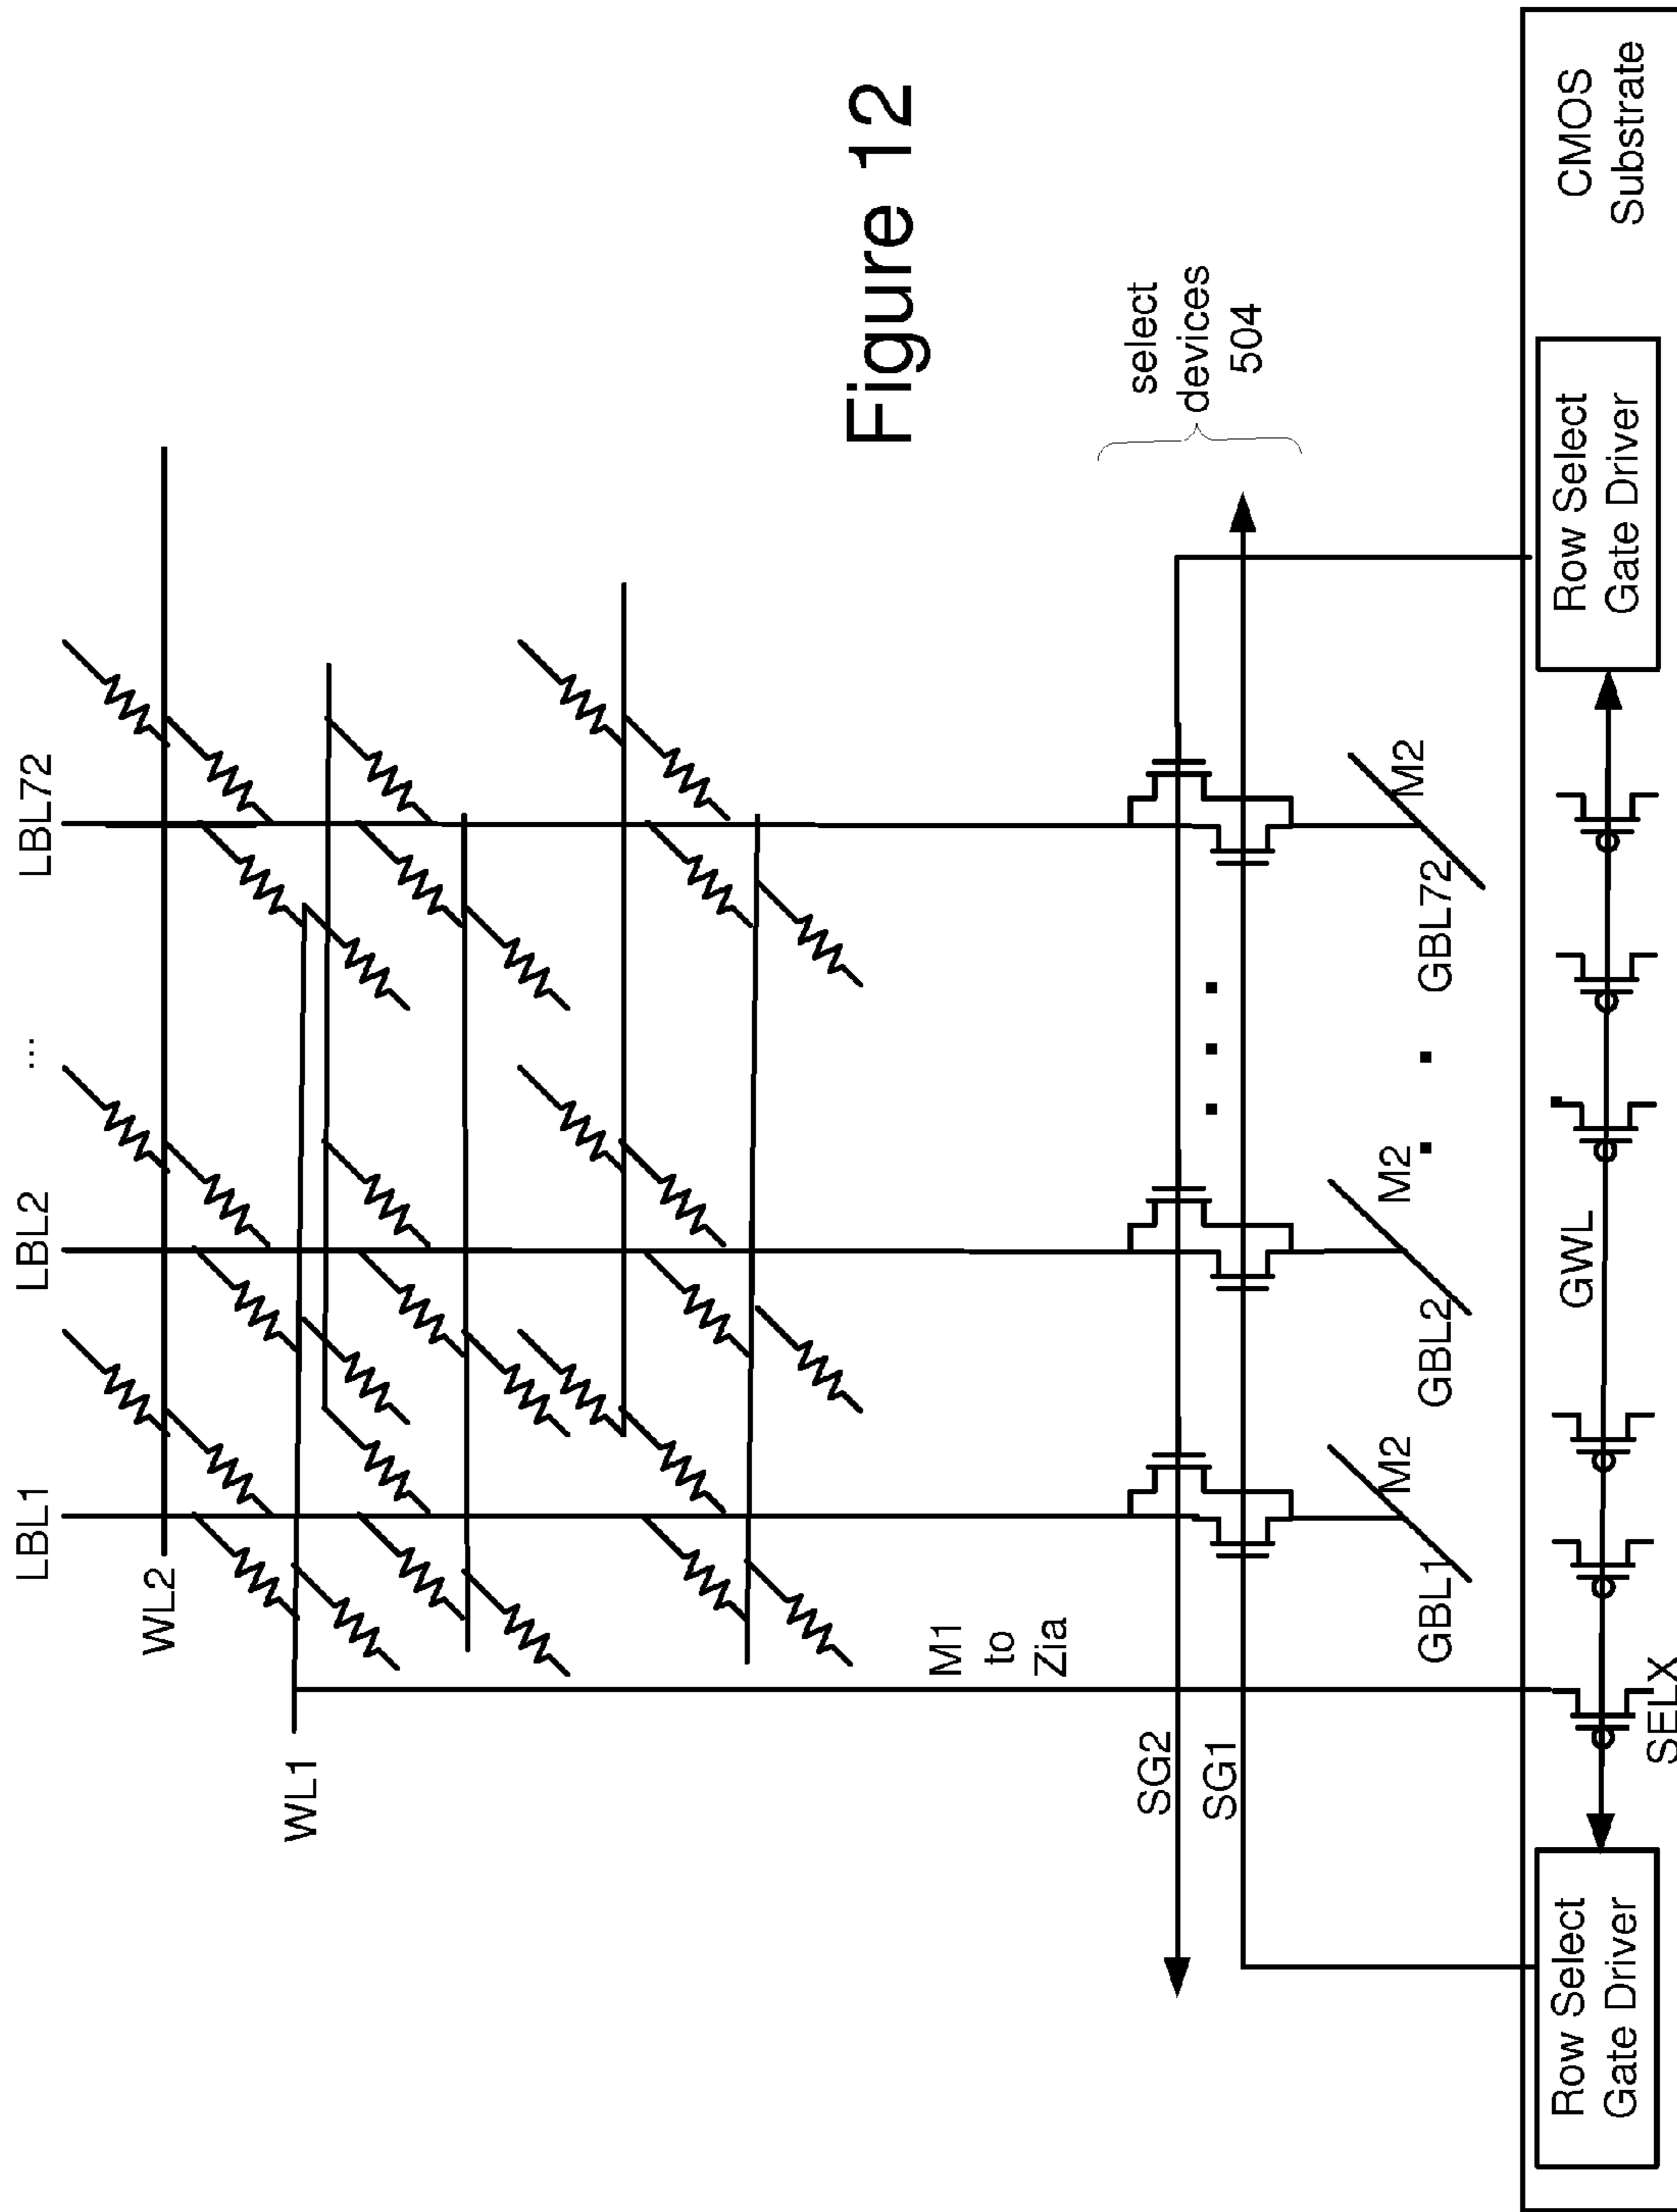 LBL1
LBL2
...
LBL72
WL2
WL1
M1
to
Zia
Figure 12
SG2
SG1
select
devices
504
M2
M2
M2
GBL1
GBL2
GBL72
GWL
SELX
Row Select
Gate Driver
Row Select
Gate Driver
CMOS
Substrate